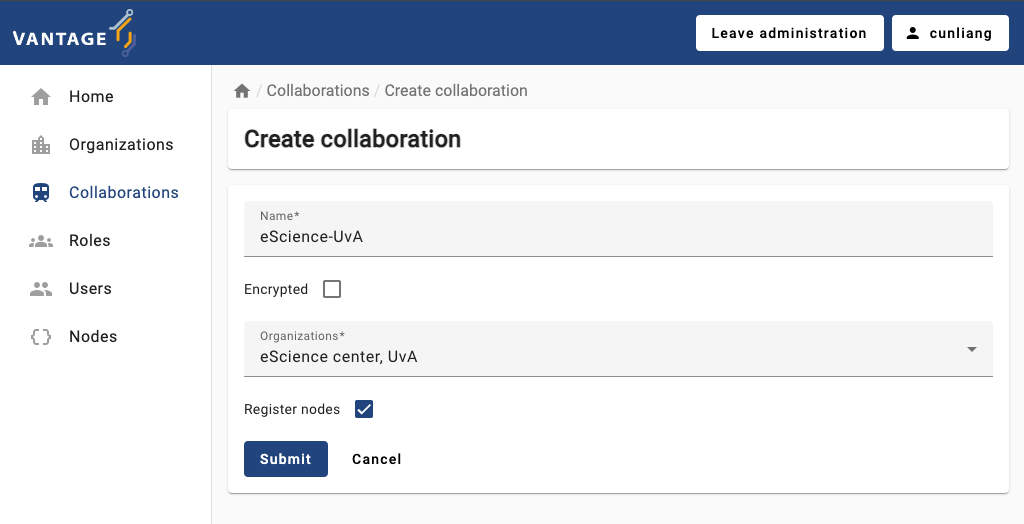 VANTAGE
Leave administration
cunliang
Home
Organizations
Collaborations
Roles
Users
Nodes
/ Collaborations / Create collaboration
Create collaboration
Name*
eScience-UvA
Encrypted
Organizations*
eScience center, UvA
Register nodes
Submit
Cancel